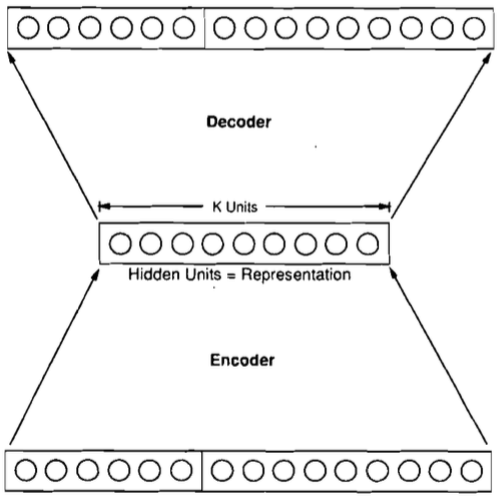 Decoder
K Units
Hidden Units = Representation
Encoder